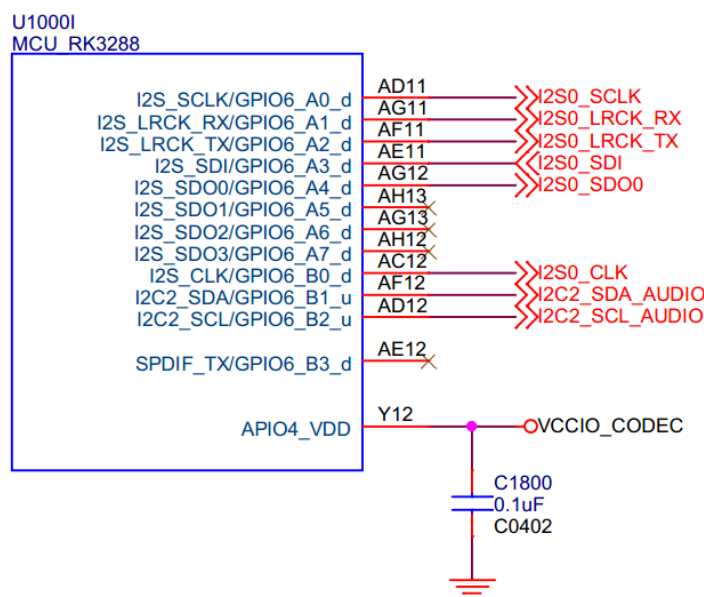 U1000I
MCU_RK3288
I2S_SCLK/GPIO6_A0_d AD11 I2S0_SCLK
I2S_LRCK_RX/GPIO6_A1_d AG11 I2S0_LRCK_RX
I2S_LRCK_TX/GPIO6_A2_d AF11 I2S0_LRCK_TX
I2S_SDI/GPIO6_A3_d AE11 I2S0_SDI
I2S_SDO0/GPIO6_A4_d AG12 I2S0_SDO0
I2S_SDO1/GPIO6_A5_d AH13
I2S_SDO2/GPIO6_A6_d AG13
I2S_SDO3/GPIO6_A7_d AH12
I2S_CLK/GPIO6_B0_d AC12 I2S0_CLK
I2C2_SDA/GPIO6_B1_u AF12 I2C2_SDA_AUDIO
I2C2_SCL/GPIO6_B2_u AD12 I2C2_SCL_AUDIO
SPDIF_TX/GPIO6_B3_d AE12
APIO4_VDD Y12 VCCIO_CODEC
C1800
0.1uF
C0402